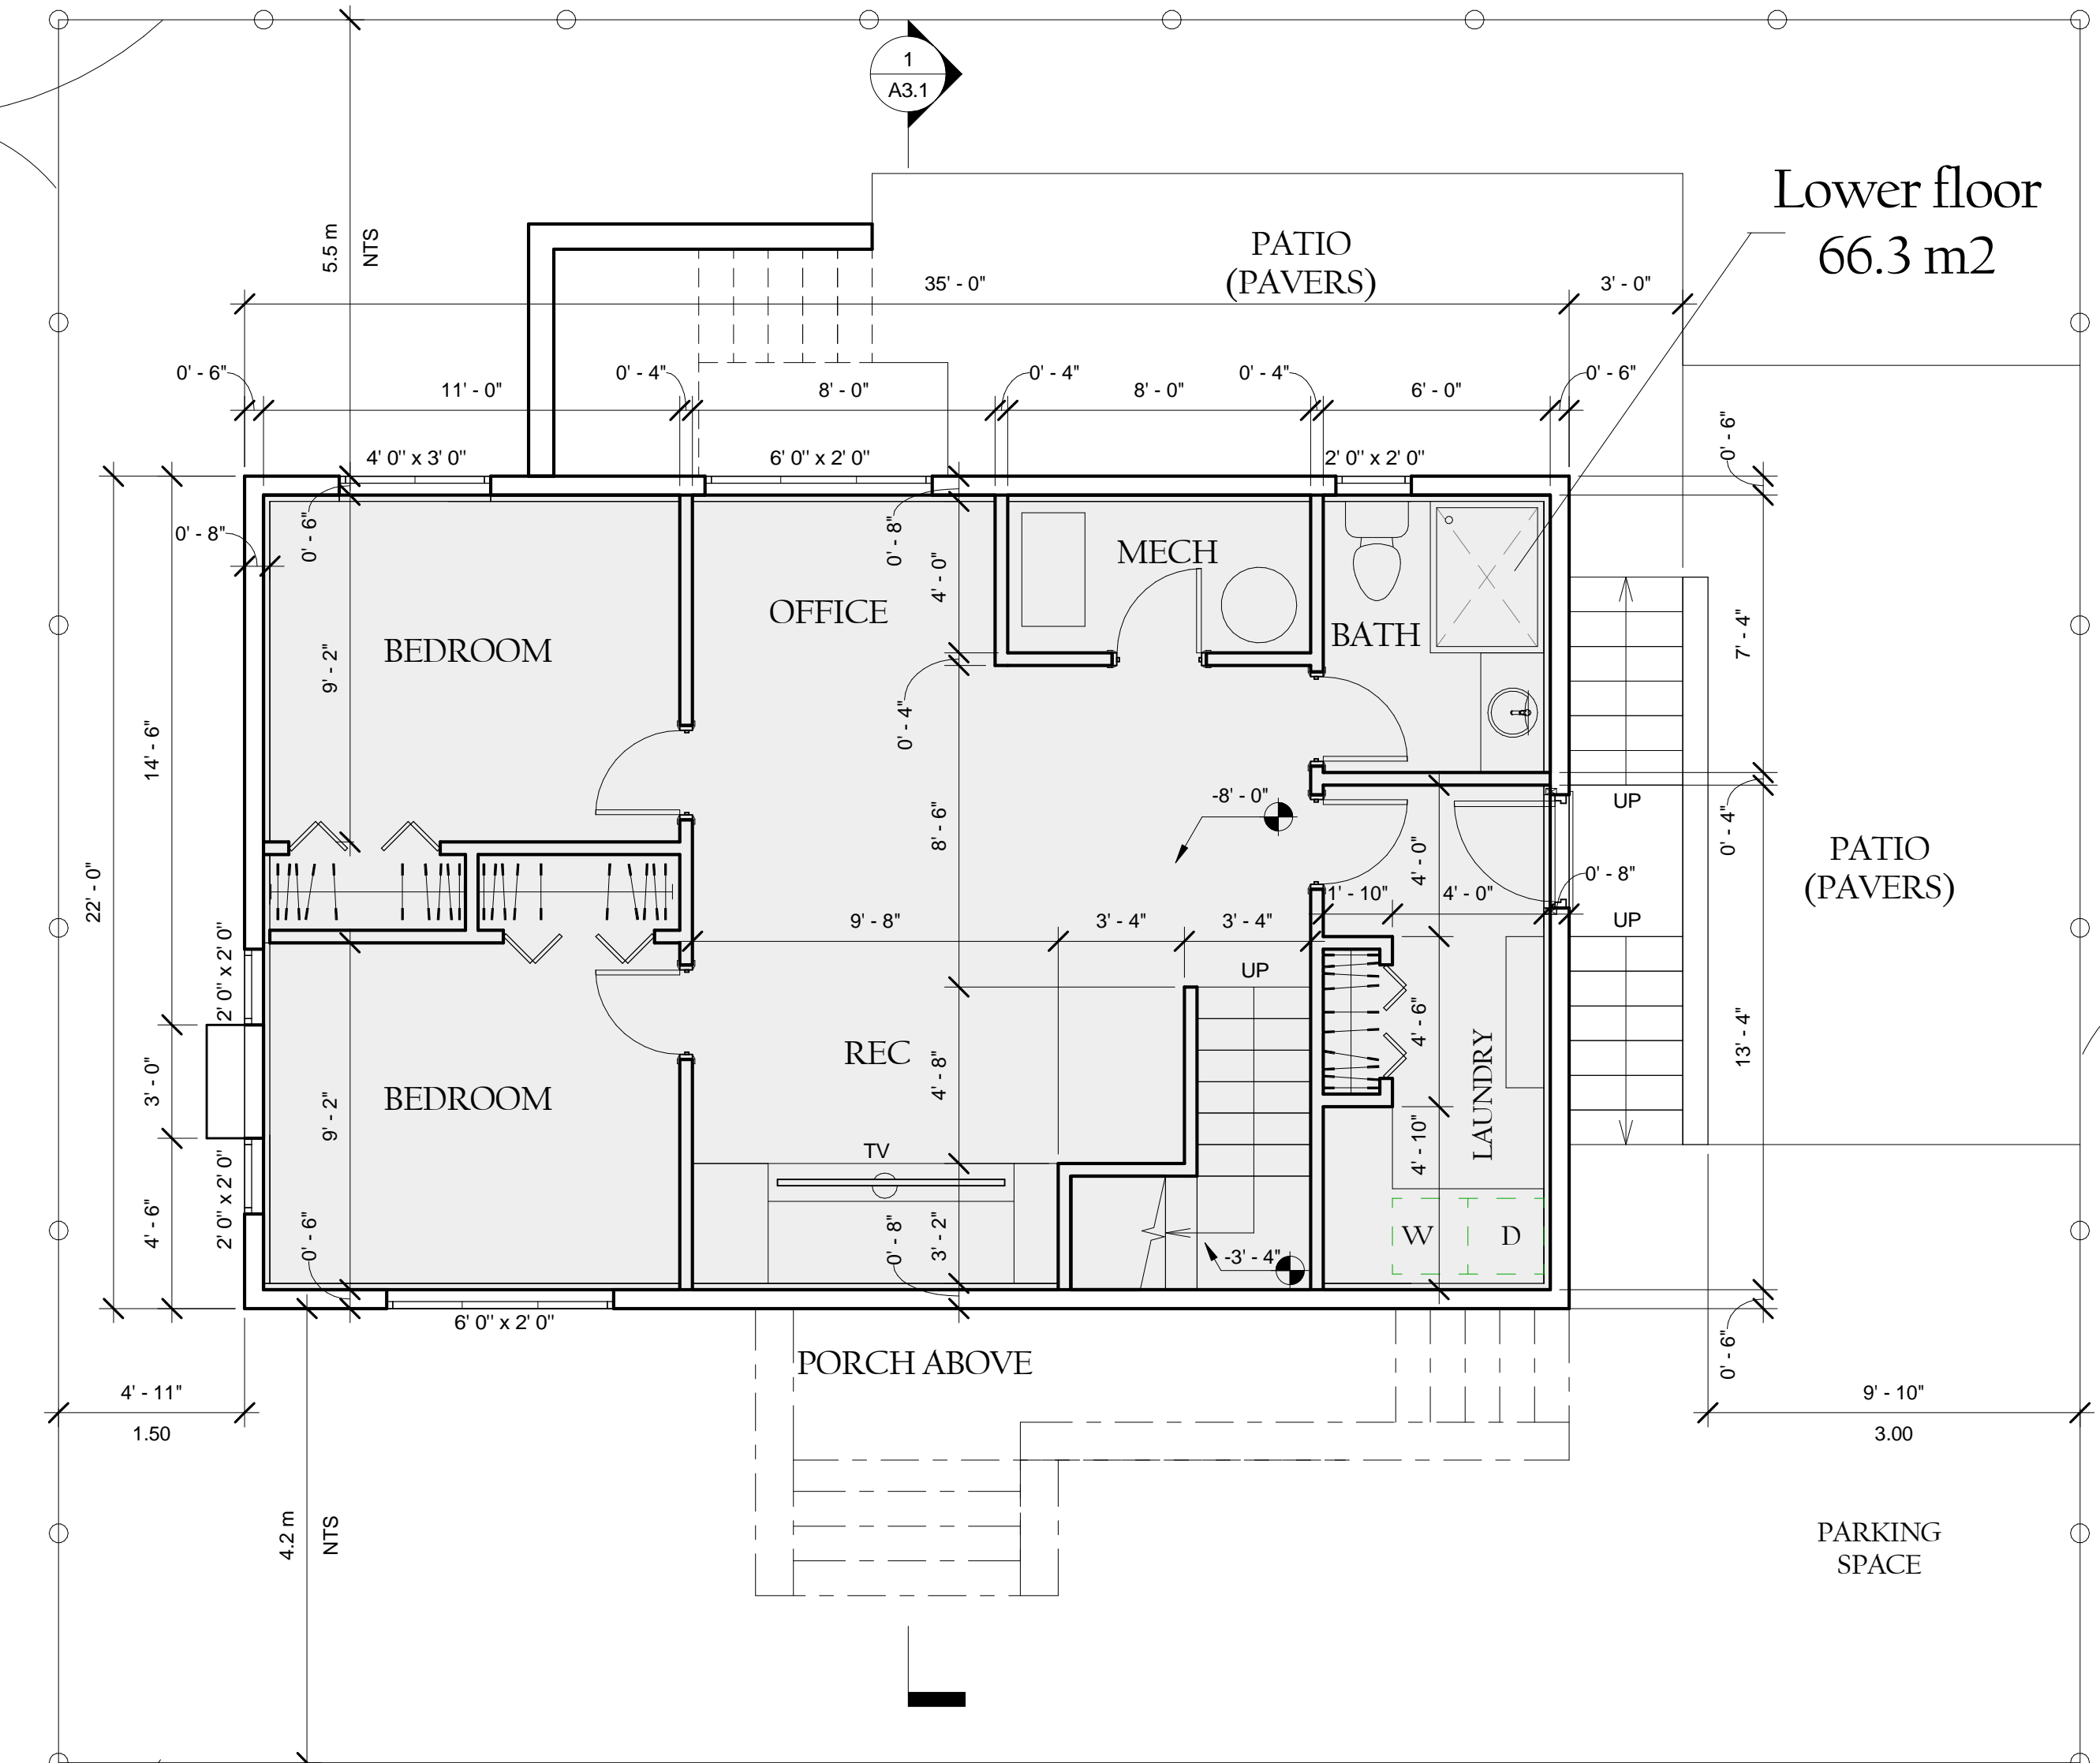 1
A3.1
Lower floor
66.3 m2
5.5 m
NTS
PATIO
(PAVERS)
35' - 0"
3' - 0"
0' - 6"
11' - 0"
0' - 4"
8' - 0"
0' - 4"
8' - 0"
0' - 4"
6' - 0"
0' - 6"
0' - 6"
4' 0" x 3' 0"
6' 0" x 2' 0"
2' 0" x 2' 0"
0' - 8"
0' - 6"
0' - 8"
4' - 0"
MECH
OFFICE
BATH
BEDROOM
9' - 2"
7' - 4"
0' - 4"
14' - 6"
-8' - 0"
UP
8' - 6"
4' - 0"
0' - 4"
PATIO
(PAVERS)
22' - 0"
0' - 8"
1' - 10"
4' - 0"
9' - 8"
3' - 4"
3' - 4"
UP
UP
2' 0" x 2' 0"
4' - 6"
REC
4' - 8"
LAUNDRY
13' - 4"
3' - 0"
BEDROOM
9' - 2"
4' - 10"
TV
2' 0" x 2' 0"
4' - 6"
0' - 6"
0' - 8"
3' - 2"
-3' - 4"
W
D
6' 0" x 2' 0"
PORCH ABOVE
0' - 6"
4' - 11"
1.50
9' - 10"
3.00
4.2 m
NTS
PARKING
SPACE